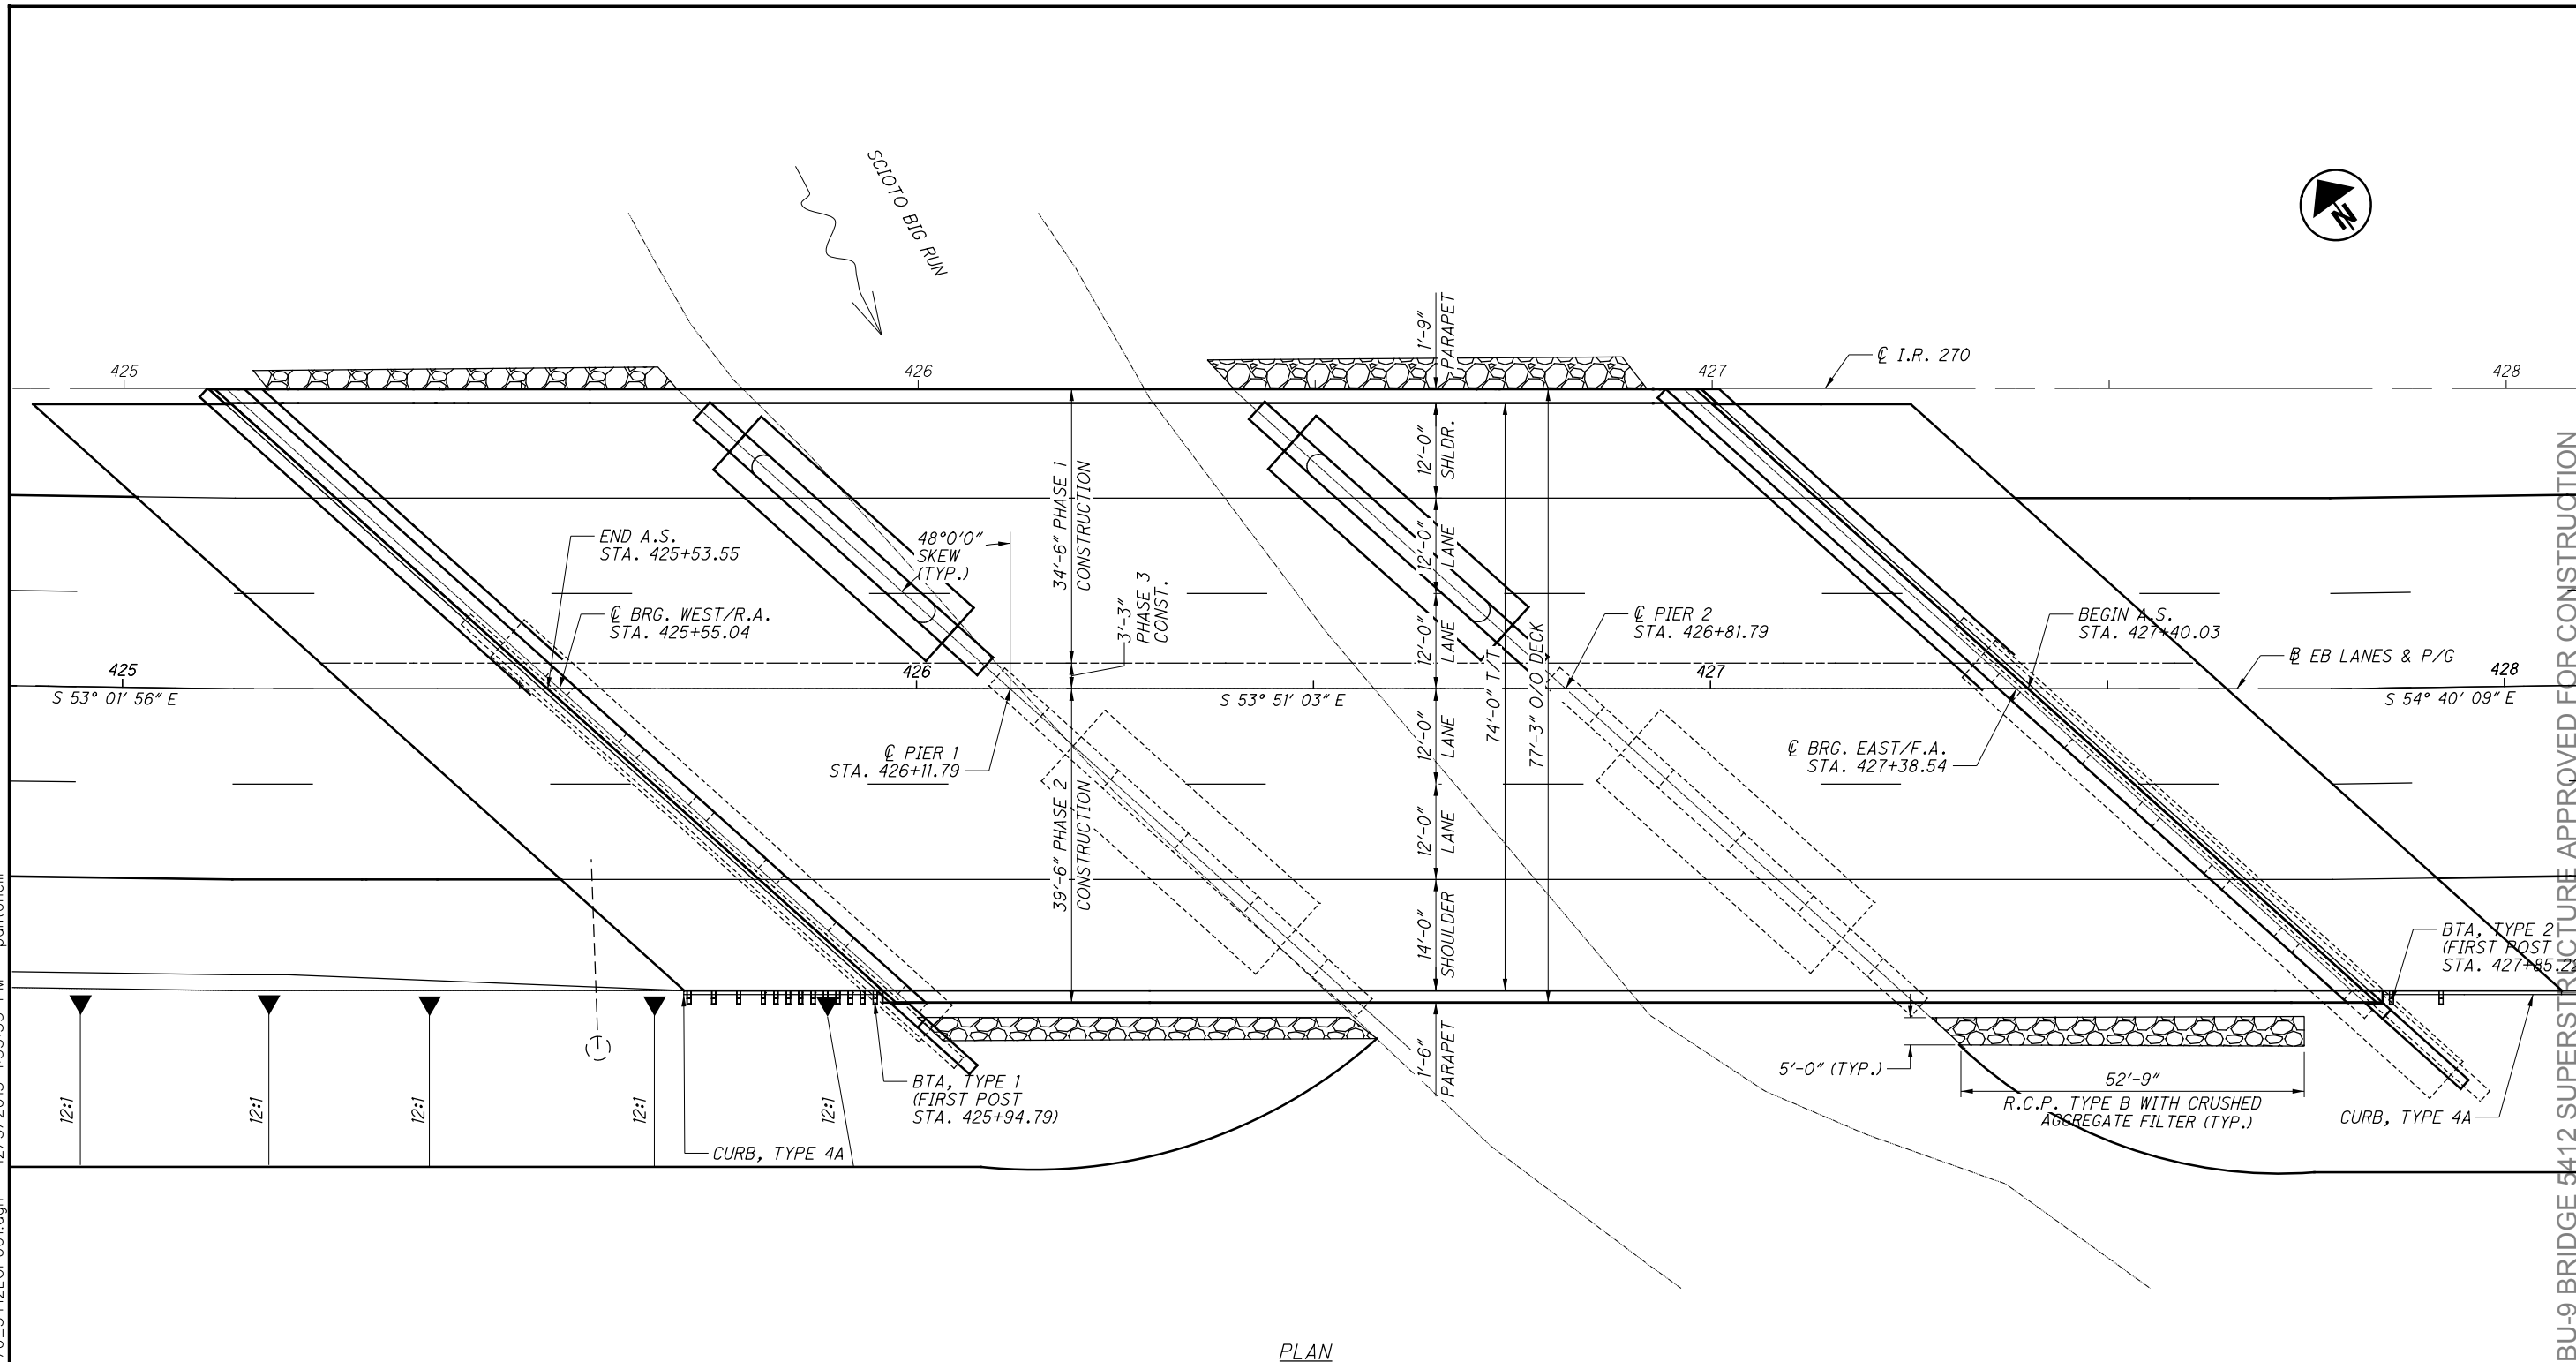 SCIOTO BIG RUN
N
℄ I.R. 270
425
426
427
428
1'-9"
PARAPET
12'-0"
SHLDR.
12'-0"
LANE
12'-0"
LANE
12'-0"
LANE
12'-0"
LANE
14'-0"
SHOULDER
1'-6"
PARAPET
74'-0" T/T
77'-3" O/O DECK
34'-6" PHASE 1
CONSTRUCTION
3'-3"
PHASE 3
CONST.
39'-6" PHASE 2
CONSTRUCTION
END A.S.
STA. 425+53.55
48°0'0"
SKEW
(TYP.)
℄ BRG. WEST/R.A.
STA. 425+55.04
℄ PIER 2
STA. 426+81.79
BEGIN A.S.
STA. 427+40.03
425
426
427
428
B EB LANES & P/G
S 53° 01' 56" E
S 53° 51' 03" E
S 54° 40' 09" E
℄ PIER 1
STA. 426+11.79
℄ BRG. EAST/F.A.
STA. 427+38.54
BTA, TYPE 2
(FIRST POST
STA. 427+85.2
5'-0" (TYP.)
52'-9"
R.C.P. TYPE B WITH CRUSHED
AGGREGATE FILTER (TYP.)
CURB, TYPE 4A
BTA, TYPE 1
(FIRST POST
STA. 425+94.79)
CURB, TYPE 4A
12:1
12:1
12:1
12:1
12:1
PLAN
BU-9 BRIDGE 5412 SUPERSTRUCTURE APPROVED FOR CONSTRUCTION